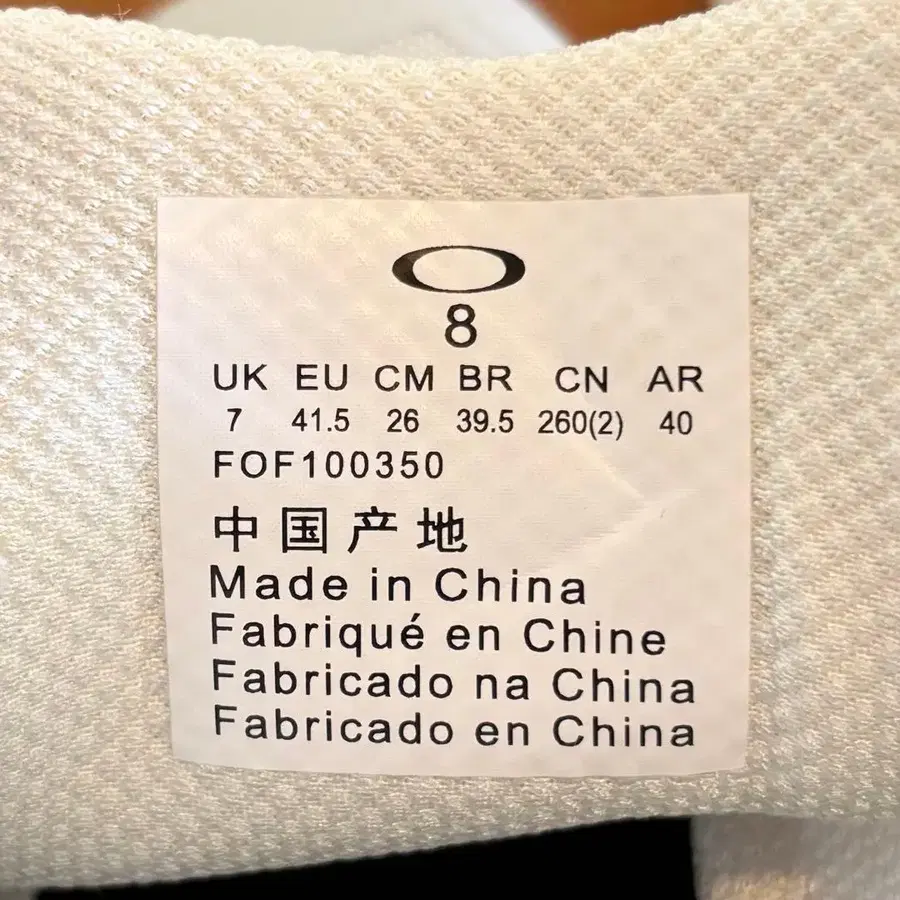 8
UK EU CM BR CN AR
7 41.5 26 39.5 260(2) 40
FOF100350
中国产地
Made in China
Fabriqué en Chine
Fabricado na China
Fabricado en China